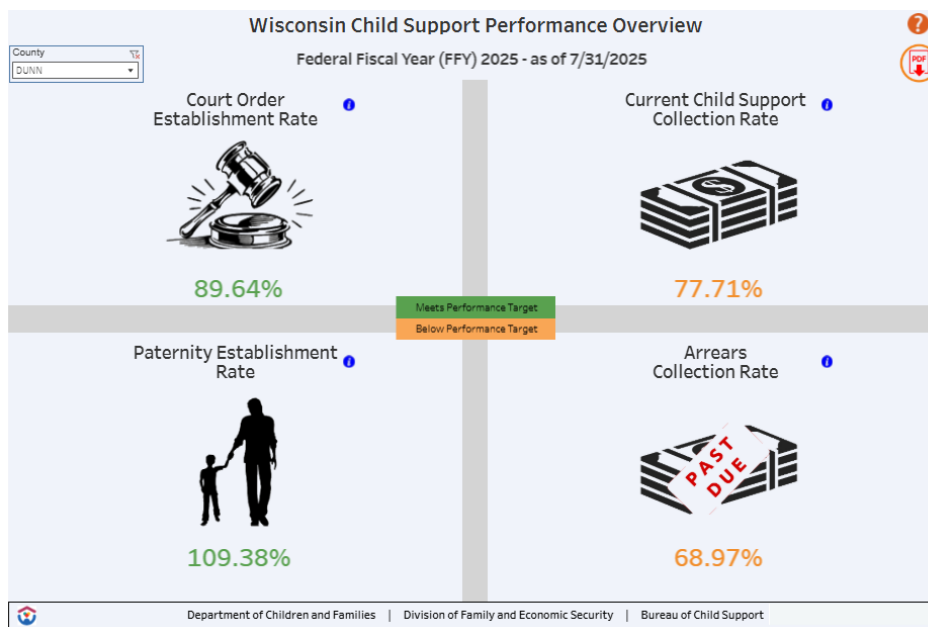 Wisconsin Child Support Performance Overview
?
County
DUNN
Federal Fiscal Year (FFY) 2025 - as of 7/31/2025
PDF
Court Order
Establishment Rate
i
Current Child Support
Collection Rate
i
$
89.64%
77.71%
Meets Performance Target
Below Performance Target
Paternity Establishment
Rate
i
Arrears
Collection Rate
i
PAST
DUE
109.38%
68.97%
Department of Children and Families | Division of Family and Economic Security | Bureau of Child Support